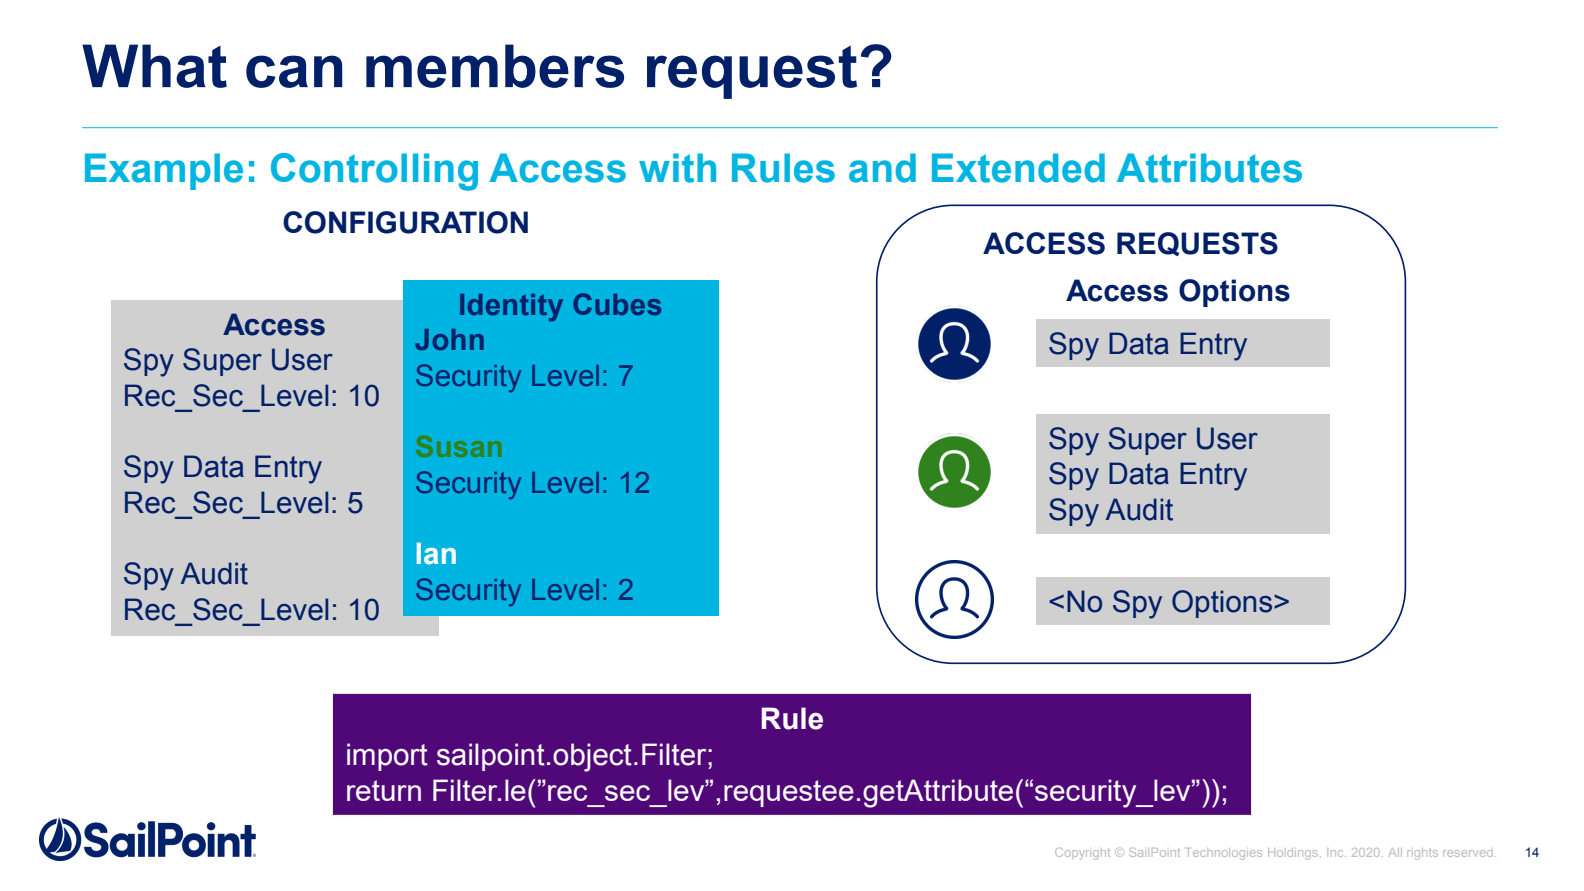 What can members request?
Example: Controlling Access with Rules and Extended Attributes
CONFIGURATION
Access
Spy Super User
Rec_Sec_Level: 10
Spy Data Entry
Rec_Sec_Level: 5
Spy Audit
Rec_Sec_Level: 10
Identity Cubes
John
Security Level: 7
Susan
Security Level: 12
Ian
Security Level: 2
ACCESS REQUESTS
Access Options
Spy Data Entry
Spy Super User
Spy Data Entry
Spy Audit
<No Spy Options>
Rule
import sailpoint.object.Filter;
return Filter.le(”rec_sec_lev”,requestee.getAttribute(“security_lev”));
SailPoint
Copyright © SailPoint Technologies Holdings, Inc. 2020. All rights reserved.
14